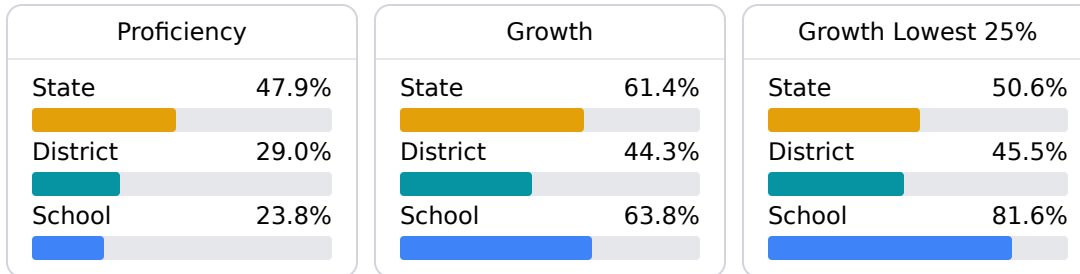 Proficiency
State 47.9%
District 29.0%
School 23.8%
Growth
State 61.4%
District 44.3%
School 63.8%
Growth Lowest 25%
State 50.6%
District 45.5%
School 81.6%